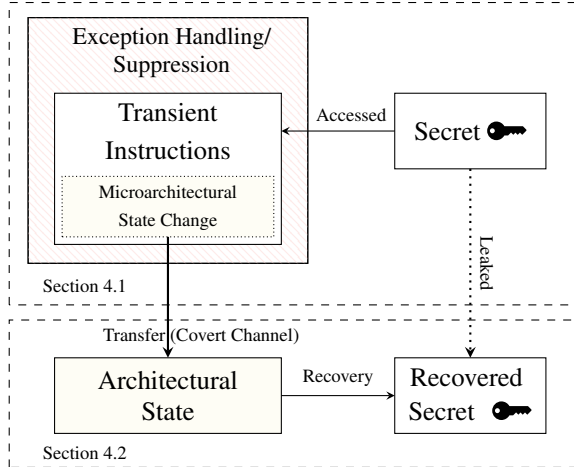 Exception Handling/
Suppression
Transient
Instructions
Microarchitectural
State Change
Accessed
Secret
Leaked
Section 4.1
Transfer (Covert Channel)
Architectural
State
Recovery
Recovered
Secret
Section 4.2